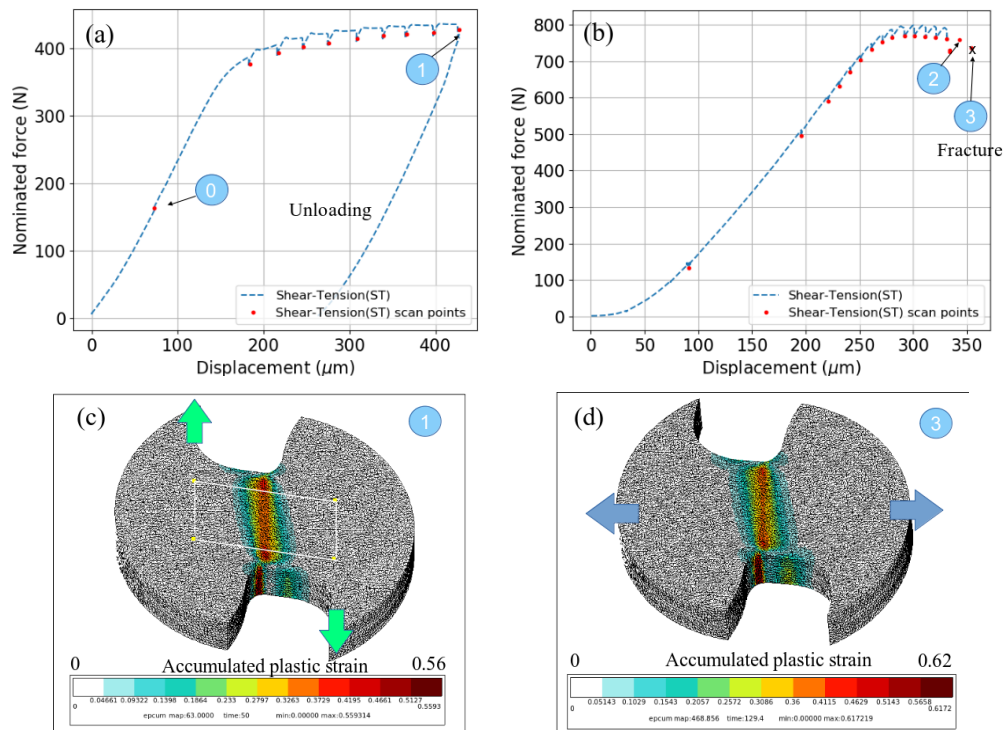 (a)
Nominated force (N)
400
300
200
100
0
0
1
Unloading
Shear-Tension(ST)
Shear-Tension(ST) scan points
0 100 200 300 400
Displacement (μm)
(b)
Nominated force (N)
800
700
600
500
400
800
200
100
0
2
3
x
Fracture
Shear-Tension(ST)
Shear-Tension(ST) scan points
0 50 100 150 200 250 300 350
Displacement (μm)
(c)
1
0 Accumulated plastic strain 0.56
0.04661 0.09322 0.1398 0.1864 0.233 0.2797 0.3263 0.3729 0.4195 0.4661 0.5127
0 0.5593
epcum map:63.0000 time:50 min:0.00000 max:0.559314
(d)
3
0 Accumulated plastic strain 0.62
0.05143 0.1029 0.1543 0.2057 0.2572 0.3086 0.36 0.4115 0.4629 0.5143 0.5658
0 0.6172
epcum map:468.856 time:129.4 min:0.00000 max:0.617219